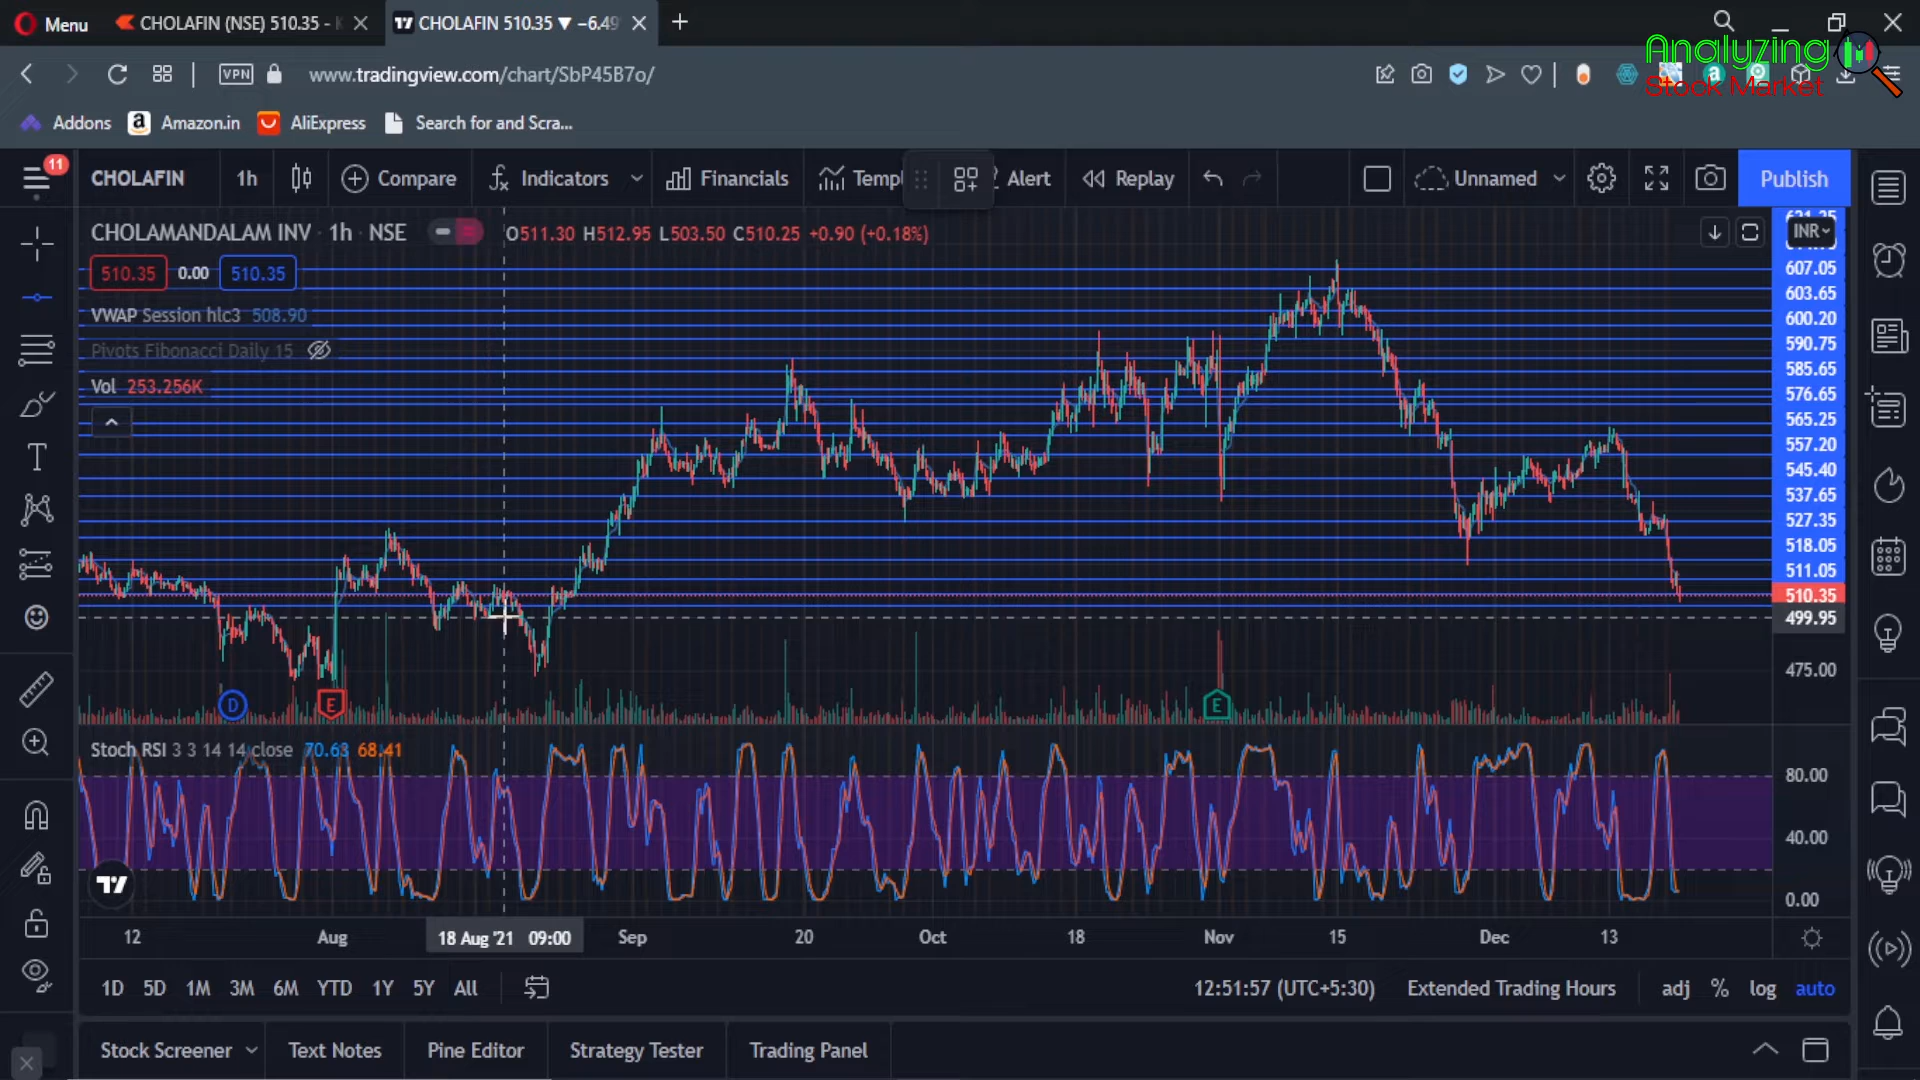 Menu
CHOLAFIN (NSE) 510.35 -
CHOLAFIN 510.35 ▼ −6.49
Analyzing
Stock Market
VPN
www.tradingview.com/chart/SbP45B7o/
Addons
Amazon.in
AliExpress
Search for and Scra...
11
CHOLAFIN
1h
Compare
Indicators
Financials
Templ
Alert
Replay
Unnamed
Publish
CHOLAMANDALAM INV · 1h · NSE
O511.30 H512.95 L503.50 C510.25 +0.90 (+0.18%)
INR
510.35 0.00 510.35
VWAP Session hlc3 508.90
Pivots Fibonacci Daily 15
Vol 253.256K
607.05
603.65
600.20
590.75
585.65
576.65
565.25
557.20
545.40
537.65
527.35
518.05
511.05
510.35
499.95
475.00
D
E
E
Stoch RSI 3 3 14 14 close 70.63 68.41
80.00
40.00
0.00
12
Aug
18 Aug '21 09:00
Sep
20
Oct
18
Nov
15
Dec
13
1D 5D 1M 3M 6M YTD 1Y 5Y All
12:51:57 (UTC+5:30)
Extended Trading Hours
adj % log auto
Stock Screener
Text Notes
Pine Editor
Strategy Tester
Trading Panel